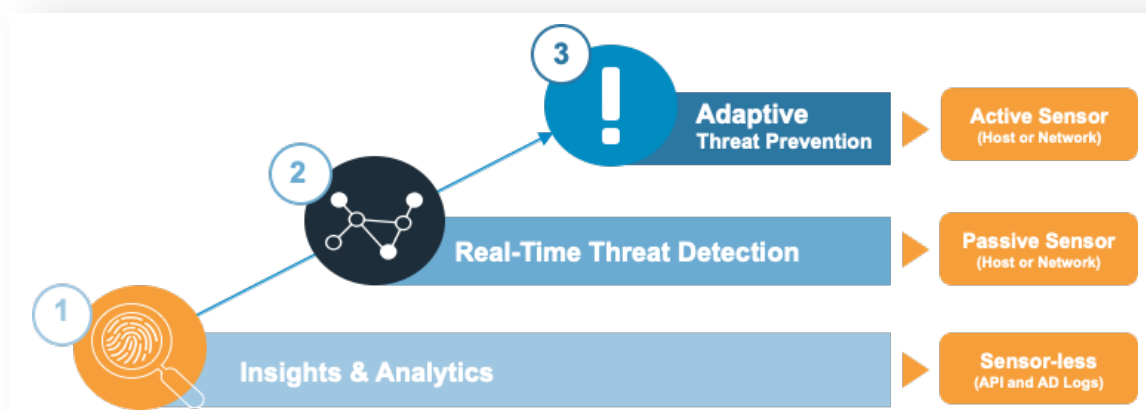 3
Adaptive
Threat Prevention
Active Sensor
(Host or Network)
2
Real-Time Threat Detection
Passive Sensor
(Host or Network)
1
Insights & Analytics
Sensor-less
(API and AD Logs)